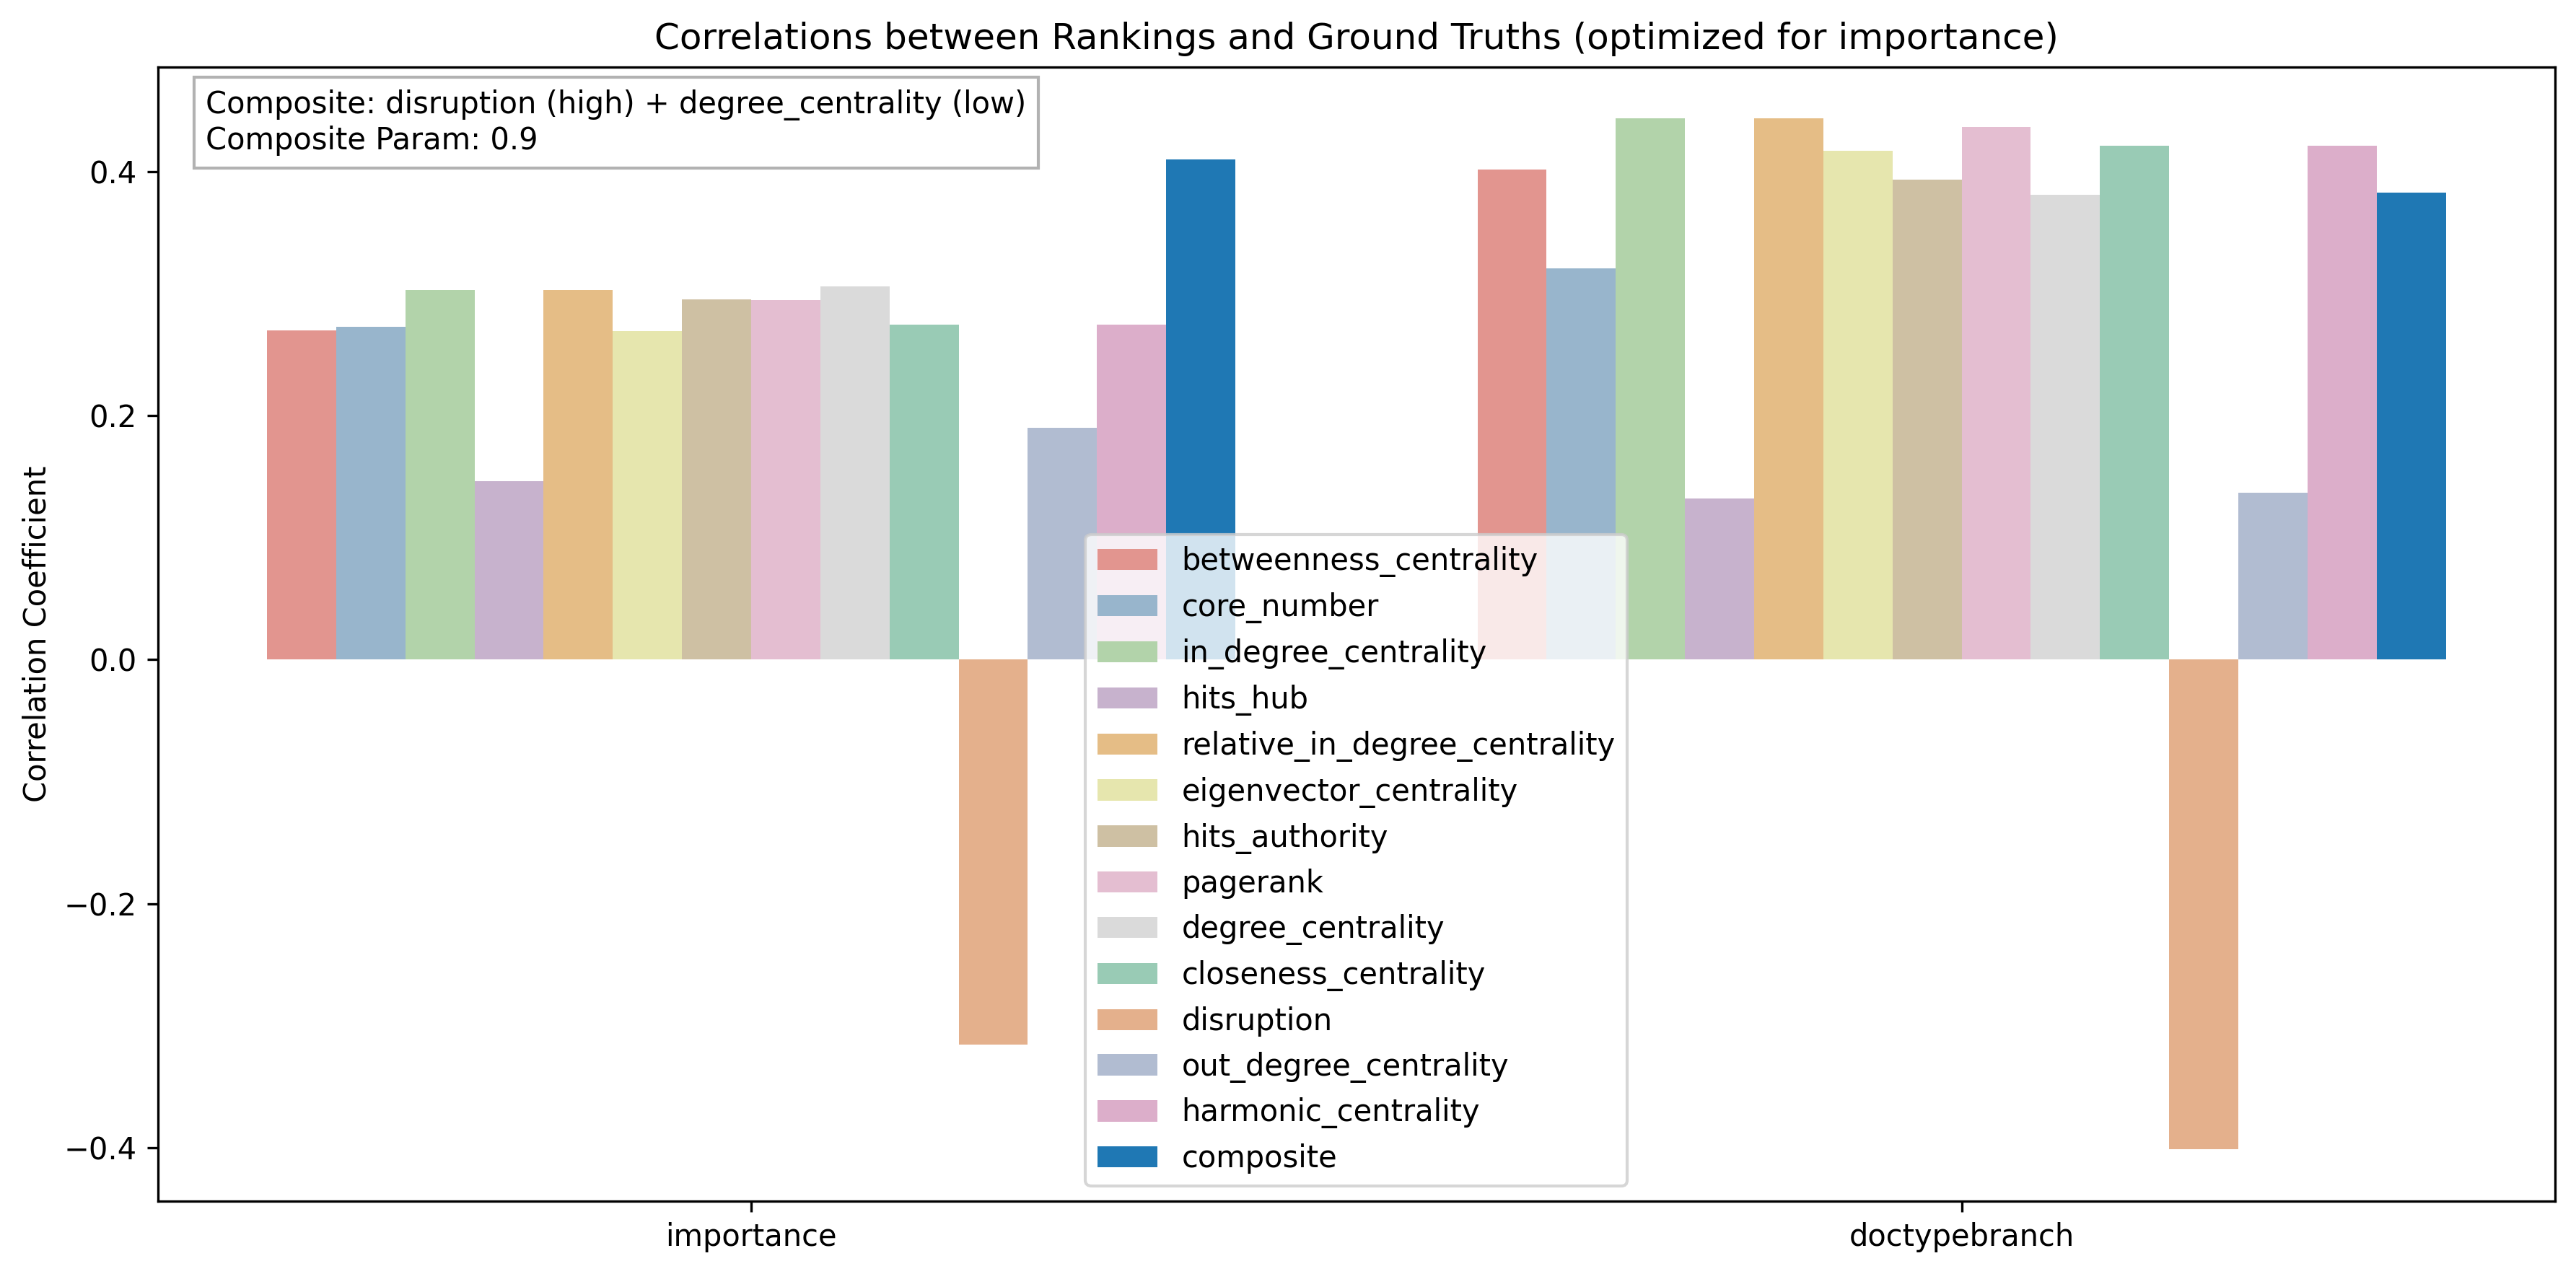 Correlations between Rankings and Ground Truths (optimized for importance)
Composite: disruption (high) + degree_centrality (low)
Composite Param: 0.9
Correlation Coefficient
0.4
0.2
0.0
−0.2
−0.4
betweenness_centrality
core_number
in_degree_centrality
hits_hub
relative_in_degree_centrality
eigenvector_centrality
hits_authority
pagerank
degree_centrality
closeness_centrality
disruption
out_degree_centrality
harmonic_centrality
composite
importance
doctypebranch